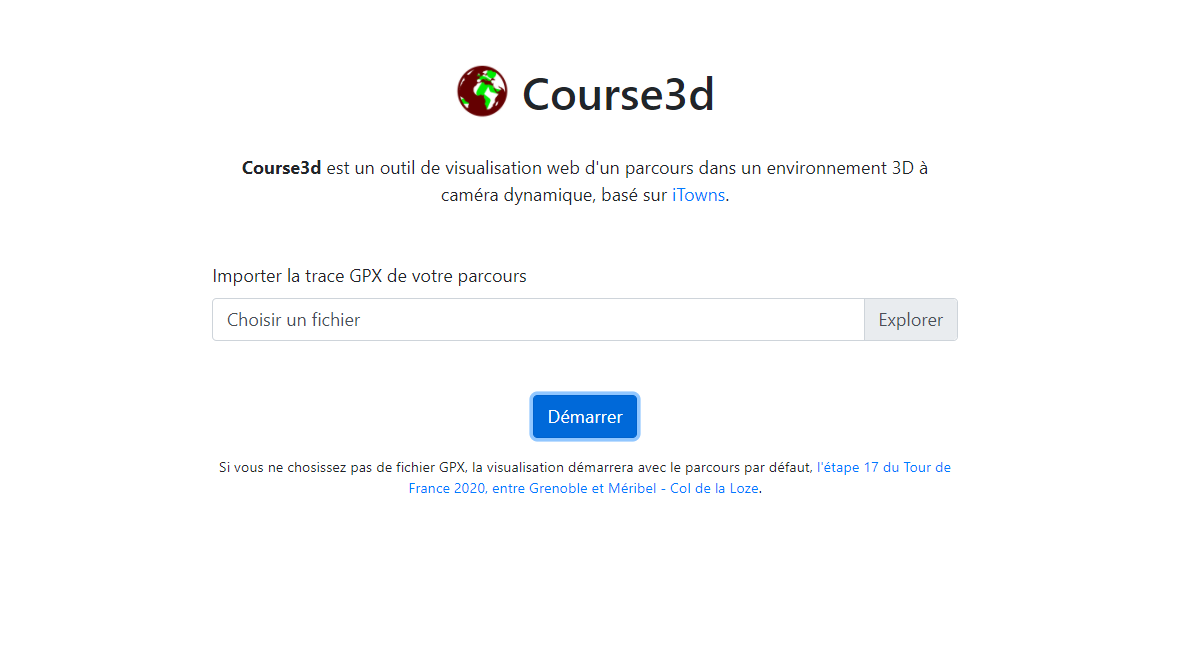 Course3d
Course3d est un outil de visualisation web d'un parcours dans un environnement 3D à
caméra dynamique, basé sur iTowns.
Importer la trace GPX de votre parcours
Choisir un fichier
Explorer
Démarrer
Si vous ne chosissez pas de fichier GPX, la visualisation démarrera avec le parcours par défaut, l'étape 17 du Tour de
France 2020, entre Grenoble et Méribel - Col de la Loze.